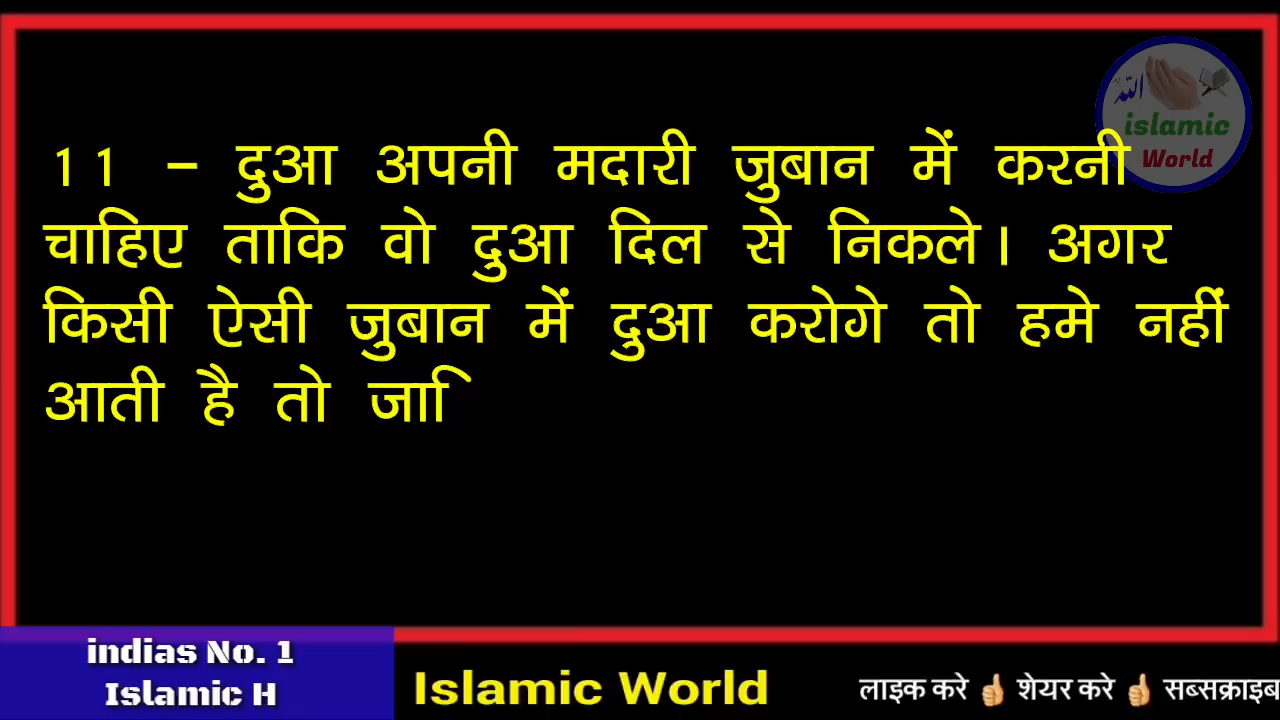 11 - दुआ अपनी मदारी जुबान में करनी
चाहिए ताकि वो दुआ दिल से निकले। अगर
किसी ऐसी जुबान में दुआ करोगे तो हमे नहीं
आती है तो जाि
الله
islamic
World
indias No. 1
Islamic H
Islamic World
लाइक करे 👍 शेयर करे 👍 सब्सक्राइब